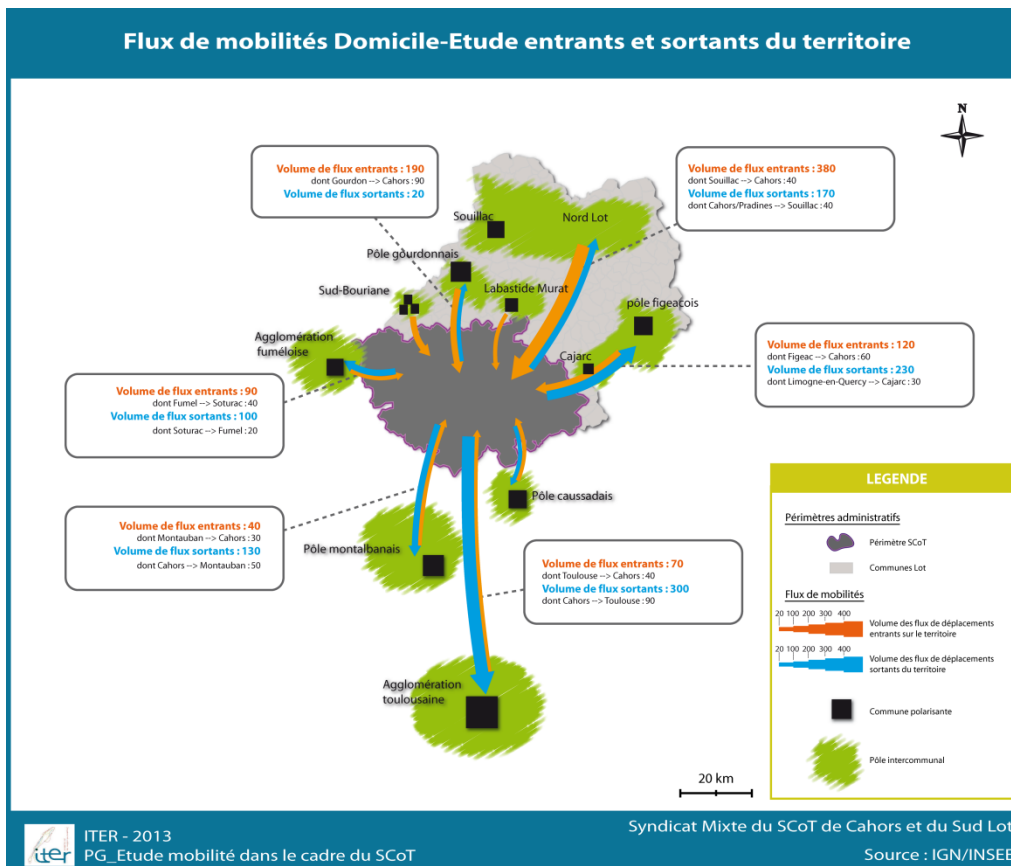 Flux de mobilités Domicile-Etude entrants et sortants du territoire
N
Volume de flux entrants : 190
dont Gourdon --> Cahors : 90
Volume de flux sortants : 20
Volume de flux entrants : 380
dont Souillac --> Cahors : 40
Volume de flux sortants : 170
dont Cahors/Pradines --> Souillac : 40
Souillac
Nord Lot
Pôle gourdonnais
Sud-Bouriane
Labastide Murat
pôle figeacois
Agglomération
fuméloise
Cajarc
Volume de flux entrants : 120
dont Figeac --> Cahors : 60
Volume de flux sortants : 230
dont Limogne-en-Quercy --> Cajarc : 30
Volume de flux entrants : 90
dont Fumel --> Soturac : 40
Volume de flux sortants : 100
dont Soturac --> Fumel : 20
Pôle caussadais
Volume de flux entrants : 40
dont Montauban --> Cahors : 30
Volume de flux sortants : 130
dont Cahors --> Montauban : 50
Pôle montalbanais
Volume de flux entrants : 70
dont Toulouse --> Cahors : 40
Volume de flux sortants : 300
dont Cahors --> Toulouse : 90
Agglomération
toulousaine
LEGENDE
Périmètres administratifs
Périmètre SCoT
Communes Lot
Flux de mobilités
20 100 200 300 400
Volume des flux de déplacements
entrants sur le territoire
20 100 200 300 400
Volume des flux de déplacements
sortants du territoire
Commune polarisante
Pôle intercommunal
20 km
iter
ITER - 2013
PG_Etude mobilité dans le cadre du SCoT
Syndicat Mixte du SCoT de Cahors et du Sud Lot
Source : IGN/INSEE